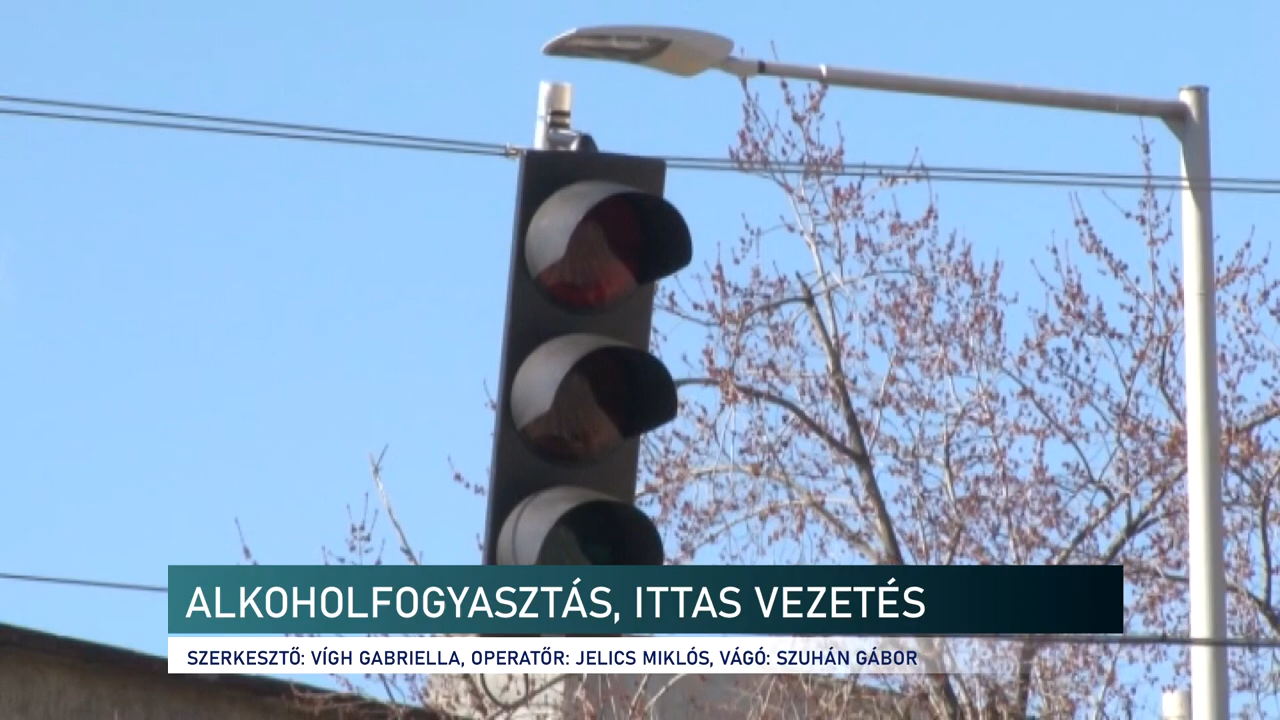 ALKOHOLFOGYASZTÁS, ITTAS VEZETÉS
SZERKESZTŐ: VÍGH GABRIELLA, OPERATŐR: JELICS MIKLÓS, VÁGÓ: SZUHÁN GÁBOR